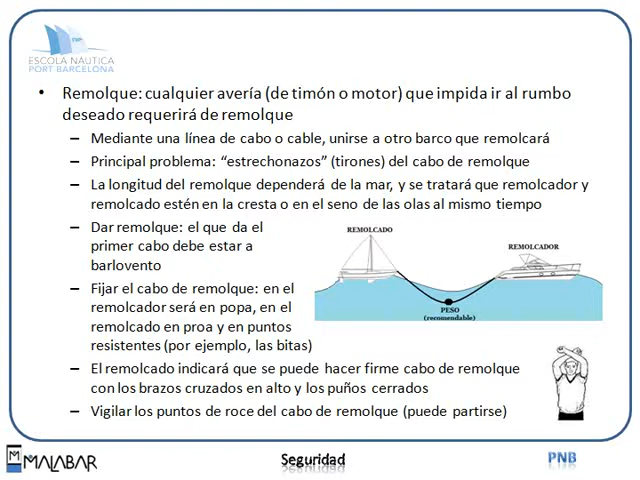 ESCOLA NÀUTICA
PORT BARCELONA
• Remolque: cualquier avería (de timón o motor) que impida ir al rumbo
deseado requerirá de remolque
– Mediante una línea de cabo o cable, unirse a otro barco que remolcará
– Principal problema: “estrechonazos” (tirones) del cabo de remolque
– La longitud del remolque dependerá de la mar, y se tratará que remolcador y
remolcado estén en la cresta o en el seno de las olas al mismo tiempo
– Dar remolque: el que da el
primer cabo debe estar a
barlovento
– Fijar el cabo de remolque: en el
remolcador será en popa, en el
remolcado en proa y en puntos
resistentes (por ejemplo, las bitas)
REMOLCADO
REMOLCADOR
PESO
(recomendable)
– El remolcado indicará que se puede hacer firme cabo de remolque
con los brazos cruzados en alto y los puños cerrados
– Vigilar los puntos de roce del cabo de remolque (puede partirse)
MALABAR
Seguridad
PNB